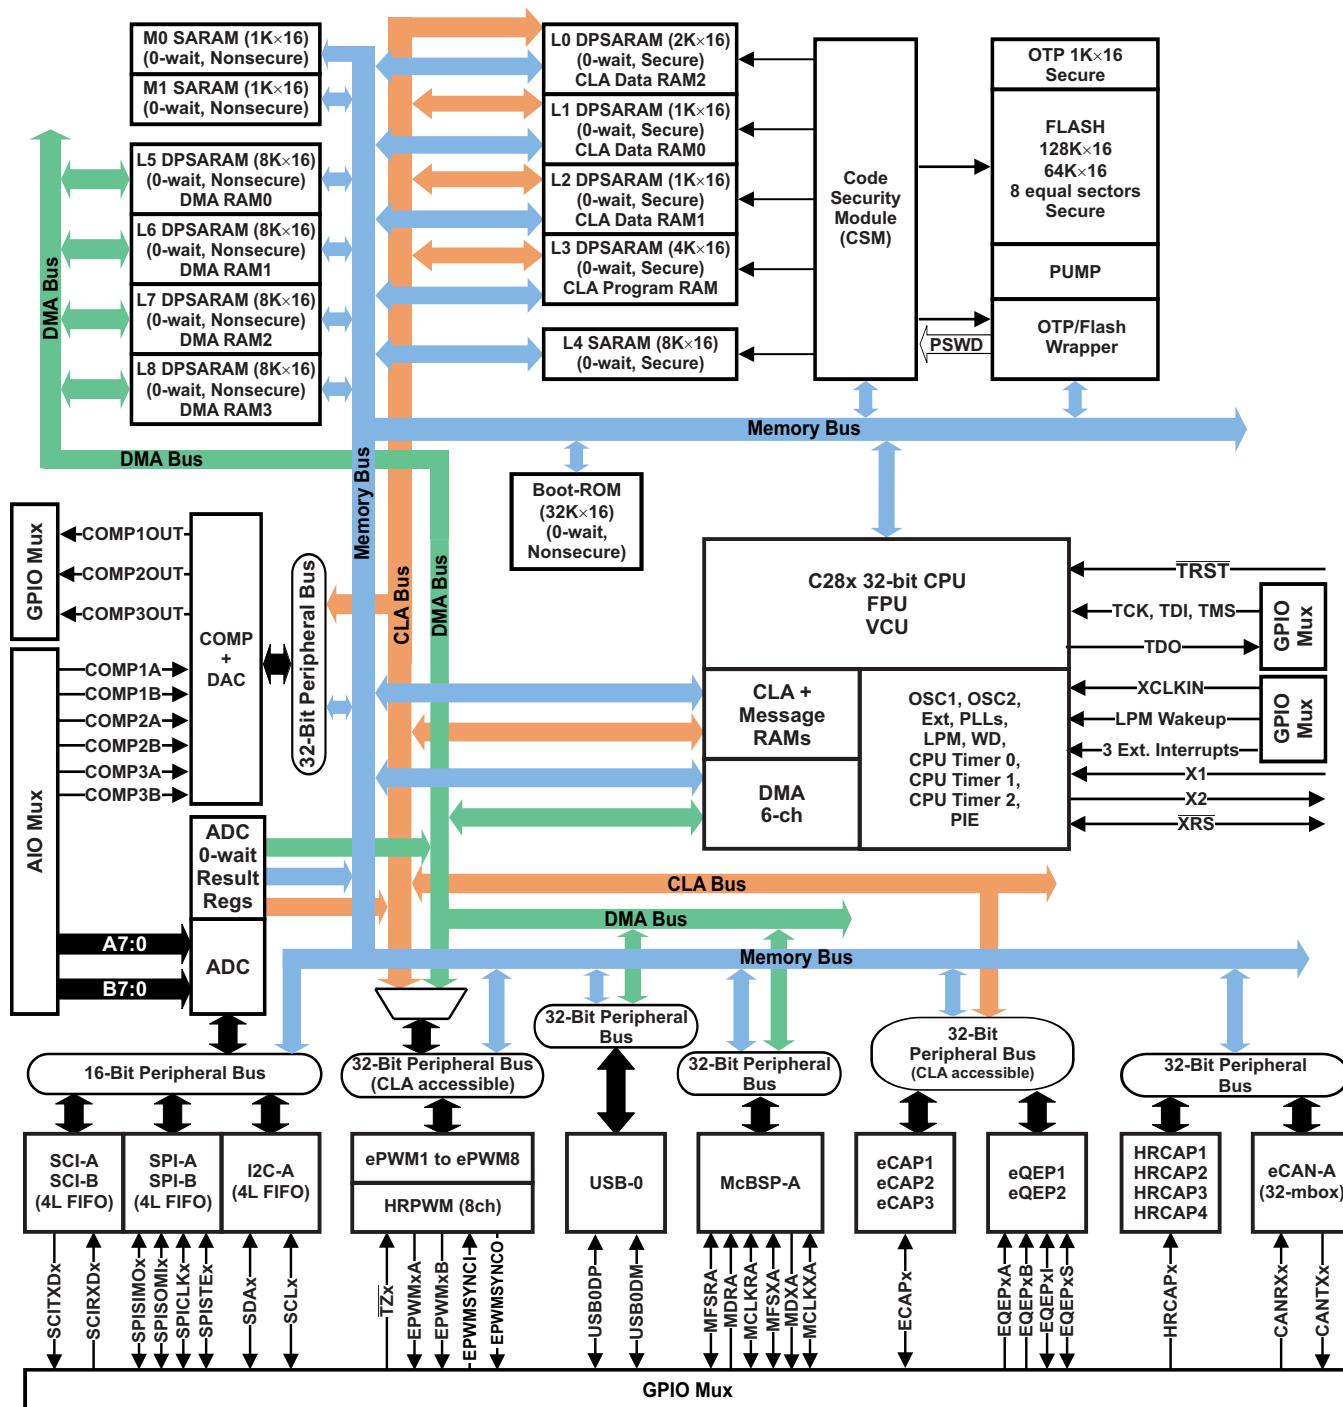 M0 SARAM (1K×16)
(0-wait, Nonsecure)
M1 SARAM (1K×16)
(0-wait, Nonsecure)
L5 DPSARAM (8K×16)
(0-wait, Nonsecure)
DMA RAM0
L6 DPSARAM (8K×16)
(0-wait, Nonsecure)
DMA RAM1
L7 DPSARAM (8K×16)
(0-wait, Nonsecure)
DMA RAM2
L8 DPSARAM (8K×16)
(0-wait, Nonsecure)
DMA RAM3
DMA Bus
L0 DPSARAM (2K×16)
(0-wait, Secure)
CLA Data RAM2
L1 DPSARAM (1K×16)
(0-wait, Secure)
CLA Data RAM0
L2 DPSARAM (1K×16)
(0-wait, Secure)
CLA Data RAM1
L3 DPSARAM (4K×16)
(0-wait, Secure)
CLA Program RAM
L4 SARAM (8K×16)
(0-wait, Secure)
Code
Security
Module
(CSM)
OTP 1K×16
Secure
FLASH
128K×16
64K×16
8 equal sectors
Secure
PUMP
OTP/Flash
Wrapper
PSWD
Memory Bus
DMA Bus
Memory Bus
CLA Bus
DMA Bus
Boot-ROM
(32K×16)
(0-wait,
Nonsecure)
GPIO Mux
COMP1OUT
COMP2OUT
COMP3OUT
AIO Mux
COMP1A
COMP1B
COMP2A
COMP2B
COMP3A
COMP3B
COMP
+
DAC
32-Bit Peripheral Bus
C28x 32-bit CPU
FPU
VCU
CLA +
Message
RAMs
DMA
6-ch
OSC1, OSC2,
Ext, PLLs,
LPM, WD,
CPU Timer 0,
CPU Timer 1,
CPU Timer 2,
PIE
TRST
TCK, TDI, TMS
TDO
GPIO
Mux
XCLKIN
LPM Wakeup
3 Ext. Interrupts
GPIO
Mux
X1
X2
XRS
ADC
0-wait
Result
Regs
ADC
A7:0
B7:0
CLA Bus
DMA Bus
Memory Bus
16-Bit Peripheral Bus
32-Bit Peripheral Bus
(CLA accessible)
32-Bit Peripheral
Bus
32-Bit Peripheral
Bus
32-Bit
Peripheral Bus
(CLA accessible)
32-Bit Peripheral
Bus
SCI-A
SCI-B
(4L FIFO)
SPI-A
SPI-B
(4L FIFO)
I2C-A
(4L FIFO)
ePWM1 to ePWM8
HRPWM (8ch)
USB-0
McBSP-A
eCAP1
eCAP2
eCAP3
eQEP1
eQEP2
HRCAP1
HRCAP2
HRCAP3
HRCAP4
eCAN-A
(32-mbox)
SCITXDx
SCIRXDx
SPISIMOx
SPISOMIx
SPICLKx
SPISTEx
SDAx
SCLx
TZx
EPWMxA
EPWMxB
EPWMSYNCI
EPWMSYNCO
USB0DP
USB0DM
MFSRA
MDRA
MCLKRA
MFSXA
MDXA
MCLKXA
ECAPx
EQEPxA
EQEPxB
EQEPxI
EQEPxS
HRCAPx
CANRXx
CANTXx
GPIO Mux